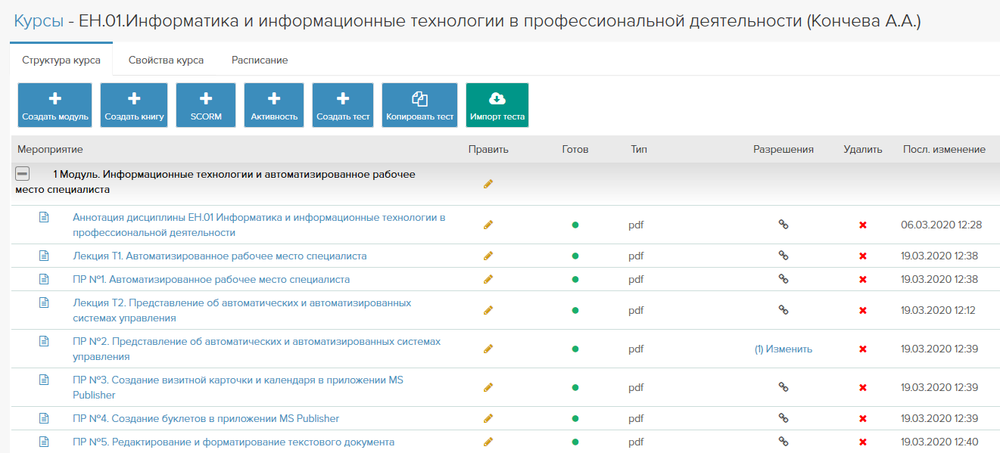 Курсы - ЕН.01.Информатика и информационные технологии в профессиональной деятельности (Кончева А.А.)
Структура курса Свойства курса Расписание
Создать модуль Создать книгу SCORM Активность Создать тест Копировать тест Импорт теста
Мероприятие Править Готов Тип Разрешения Удалить Посл. изменение
1 Модуль. Информационные технологии и автоматизированное рабочее
место специалиста
Аннотация дисциплины ЕН.01 Информатика и информационные технологии в
профессиональной деятельности
pdf 06.03.2020 12:28
Лекция Т1. Автоматизированное рабочее место специалиста pdf 19.03.2020 12:38
ПР №1. Автоматизированное рабочее место специалиста pdf 19.03.2020 12:38
Лекция Т2. Представление об автоматических и автоматизированных
системах управления
pdf 19.03.2020 12:12
ПР №2. Представление об автоматических и автоматизированных системах
управления
pdf (1) Изменить 19.03.2020 12:39
ПР №3. Создание визитной карточки и календаря в приложении MS
Publisher
pdf 19.03.2020 12:39
ПР №4. Создание буклетов в приложении MS Publisher pdf 19.03.2020 12:39
ПР №5. Редактирование и форматирование текстового документа pdf 19.03.2020 12:40